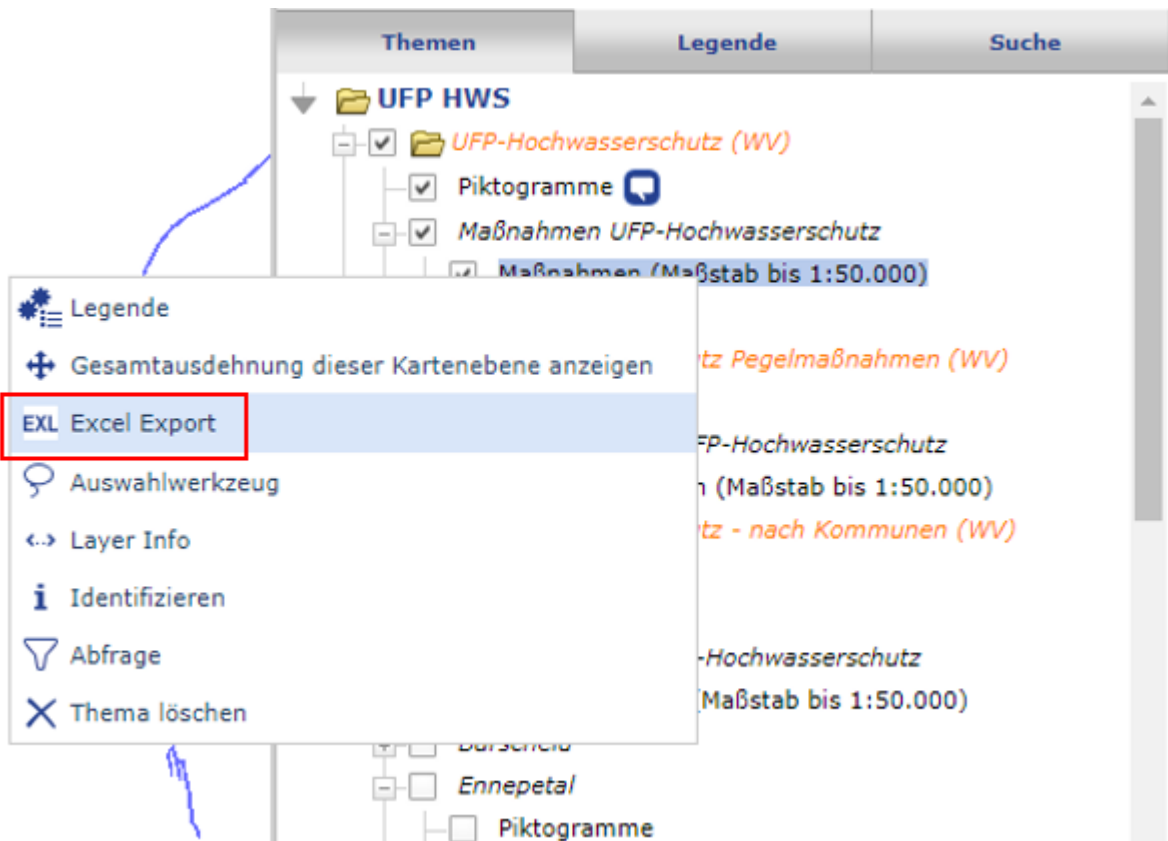 Themen Legende Suche
UFP HWS
UFP-Hochwasserschutz (WV)
Piktogramme
Maßnahmen UFP-Hochwasserschutz
Maßnahmen (Maßstab bis 1:50.000)
Legende
Gesamtausdehnung dieser Kartenebene anzeigen
tz Pegelmaßnahmen (WV)
EXL Excel Export
FP-Hochwasserschutz
Auswahlwerkzeug
n (Maßstab bis 1:50.000)
Layer Info
tz - nach Kommunen (WV)
Identifizieren
Abfrage
-Hochwasserschutz
Thema löschen
(Maßstab bis 1:50.000)
Ennepetal
Piktogramme